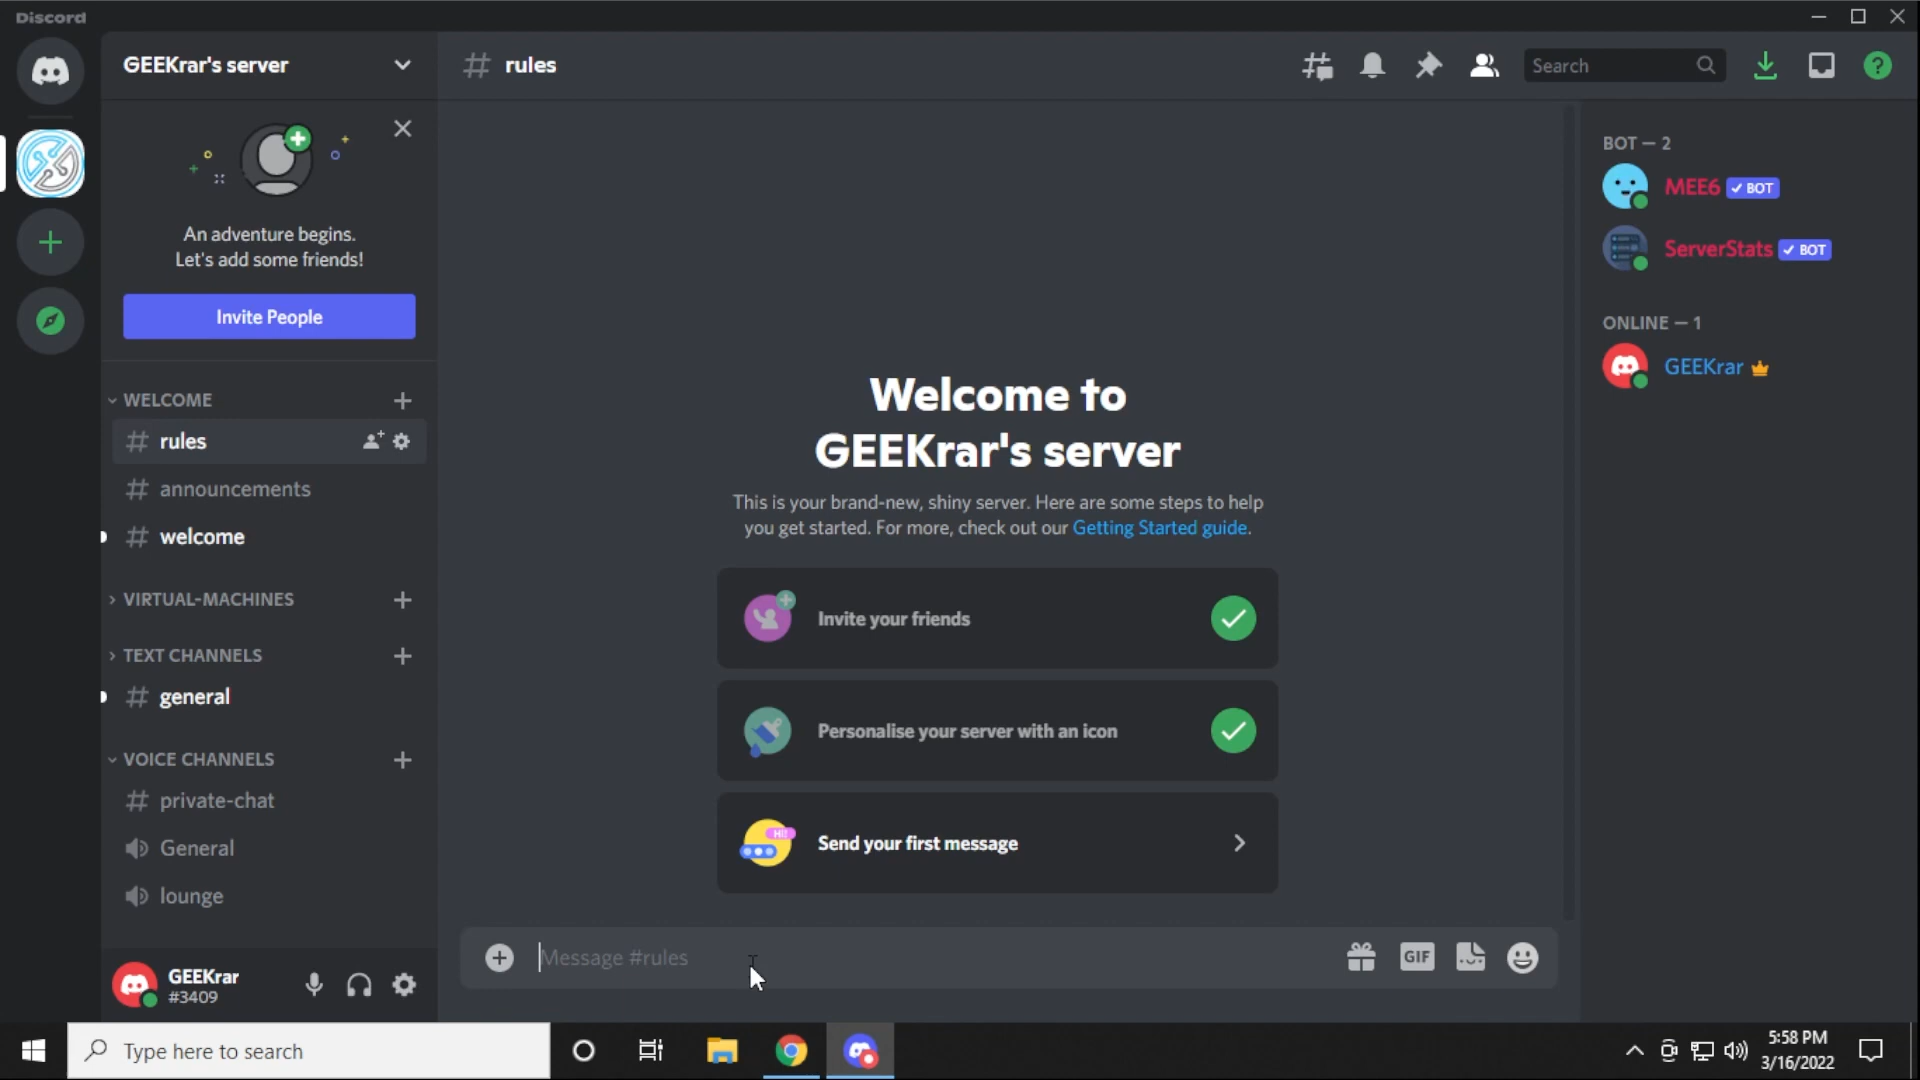 Discord
GEEKrar's server
# rules
Search
An adventure begins.
Let's add some friends!
Invite People
WELCOME
# rules
# announcements
# welcome
VIRTUAL-MACHINES
TEXT CHANNELS
# general
VOICE CHANNELS
# private-chat
General
lounge
GEEKrar
#3409
Welcome to
GEEKrar's server
This is your brand-new, shiny server. Here are some steps to help
you get started. For more, check out our Getting Started guide.
Invite your friends
Personalise your server with an icon
HI!
Send your first message
Message #rules
GIF
BOT — 2
MEE6 ✓ BOT
ServerStats ✓ BOT
ONLINE — 1
GEEKrar
Type here to search
5:58 PM
3/16/2022